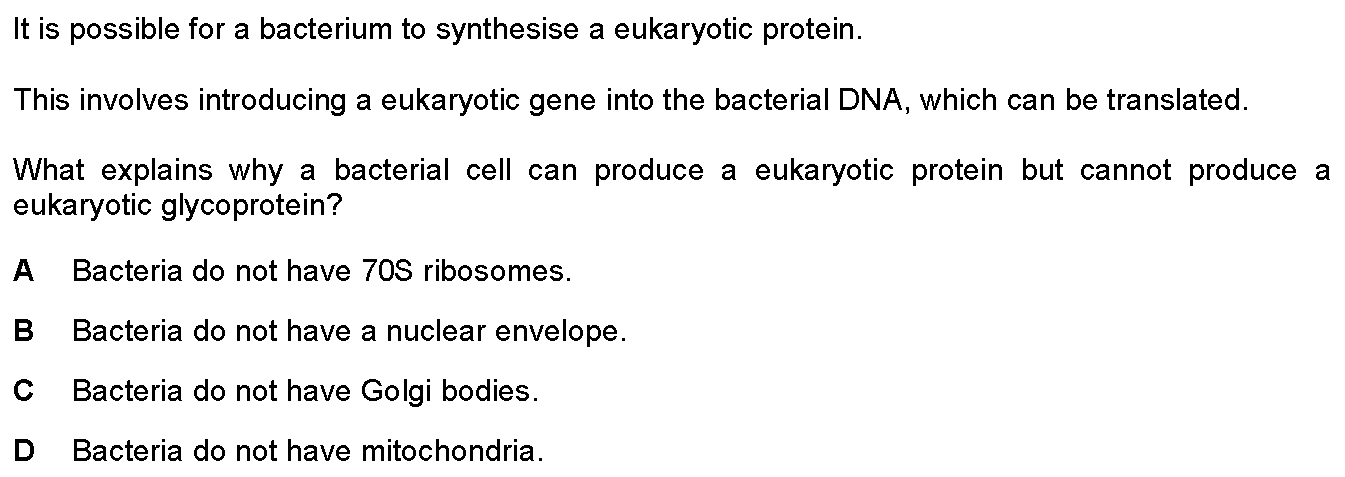 It is possible for a bacterium to synthesise a eukaryotic protein.
This involves introducing a eukaryotic gene into the bacterial DNA, which can be translated.
What explains why a bacterial cell can produce a eukaryotic protein but cannot produce a
eukaryotic glycoprotein?
A Bacteria do not have 70S ribosomes.
B Bacteria do not have a nuclear envelope.
C Bacteria do not have Golgi bodies.
D Bacteria do not have mitochondria.